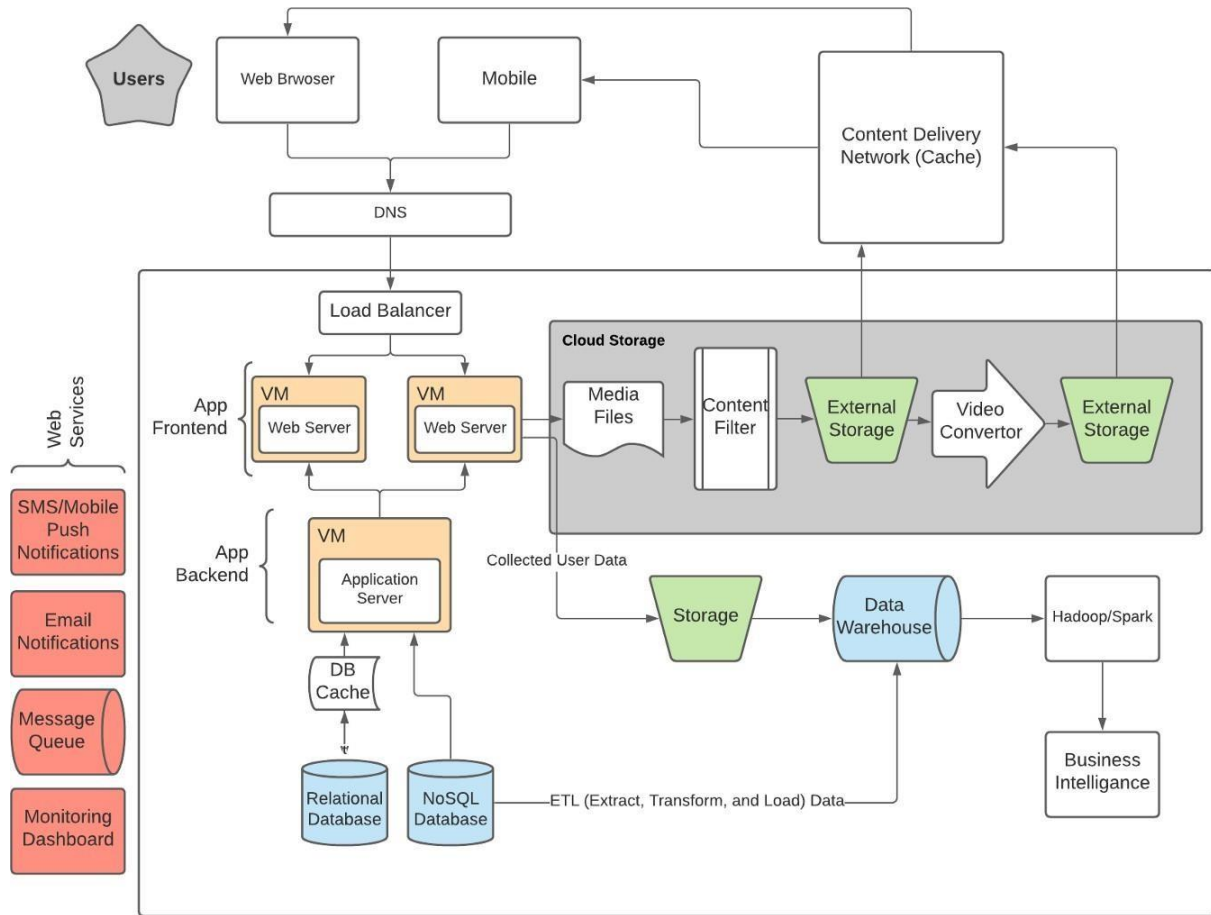 Users
Web Brwoser
Mobile
Content Delivery
Network (Cache)
DNS
Load Balancer
Cloud Storage
App
Frontend
VM
Web Server
VM
Web Server
Media
Files
Content
Filter
External
Storage
Video
Convertor
External
Storage
Web
Services
SMS/Mobile
Push
Notifications
Email
Notifications
Message
Queue
Monitoring
Dashboard
App
Backend
VM
Application
Server
Collected User Data
Storage
Data
Warehouse
Hadoop/Spark
DB
Cache
Relational
Database
NoSQL
Database
ETL (Extract, Transform, and Load) Data
Business
Intelligance